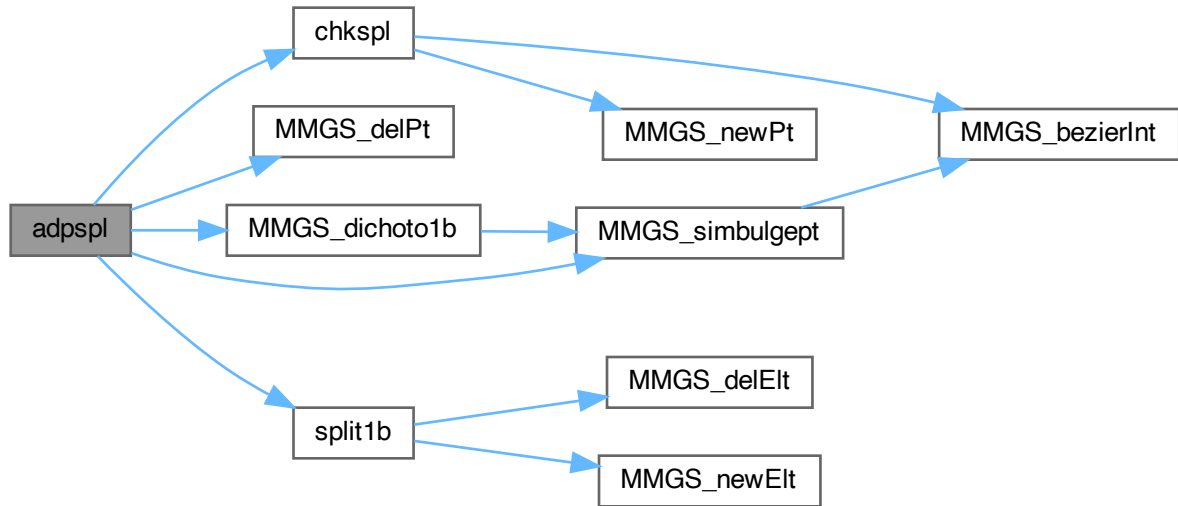 chkspl
MMGS_delPt
MMGS_newPt
MMGS_bezierInt
adpspl
MMGS_dichoto1b
MMGS_simbulgept
MMGS_delElt
split1b
MMGS_newElt